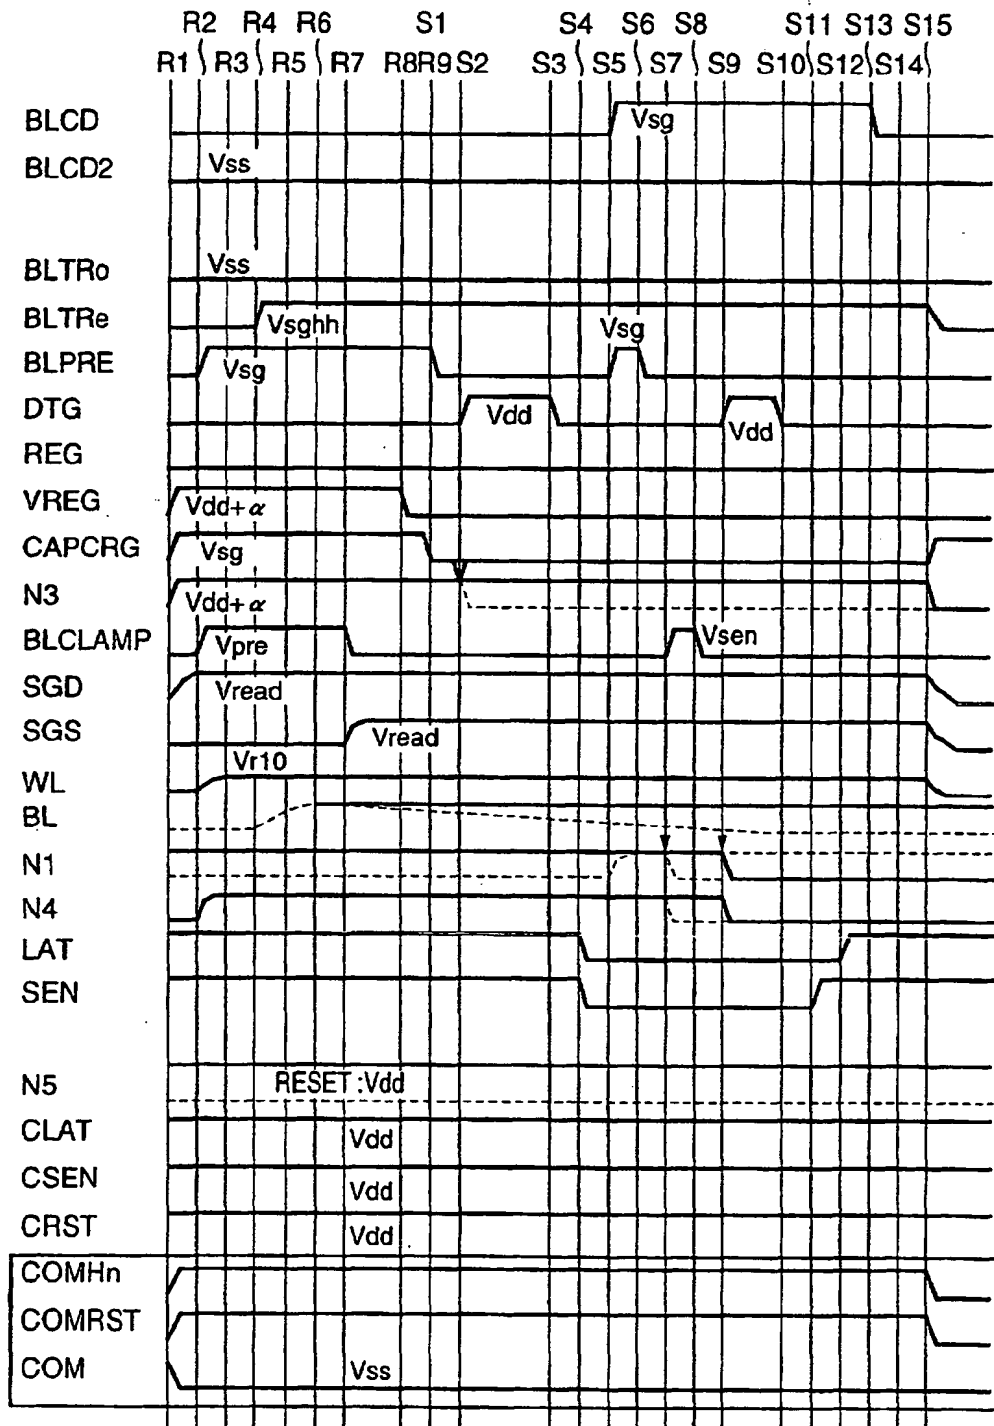 R2 R4 R6 S1 S4 S6 S8 S11 S13 S15
R1 R3 R5 R7 R8 R9 S2 S3 S5 S7 S9 S10 S12 S14
BLCD Vsg
BLCD2 Vss
BLTRo Vss
BLTRe Vsghh Vsg
BLPRE Vsg
DTG Vdd Vdd
REG
VREG Vdd+α
CAPCRG Vsg
N3 Vdd+α
BLCLAMP Vpre Vsen
SGD Vread
SGS Vread
WL Vr10
BL
N1
N4
LAT
SEN
N5 RESET:Vdd
CLAT Vdd
CSEN Vdd
CRST Vdd
COMHn
COMRST
COM Vss